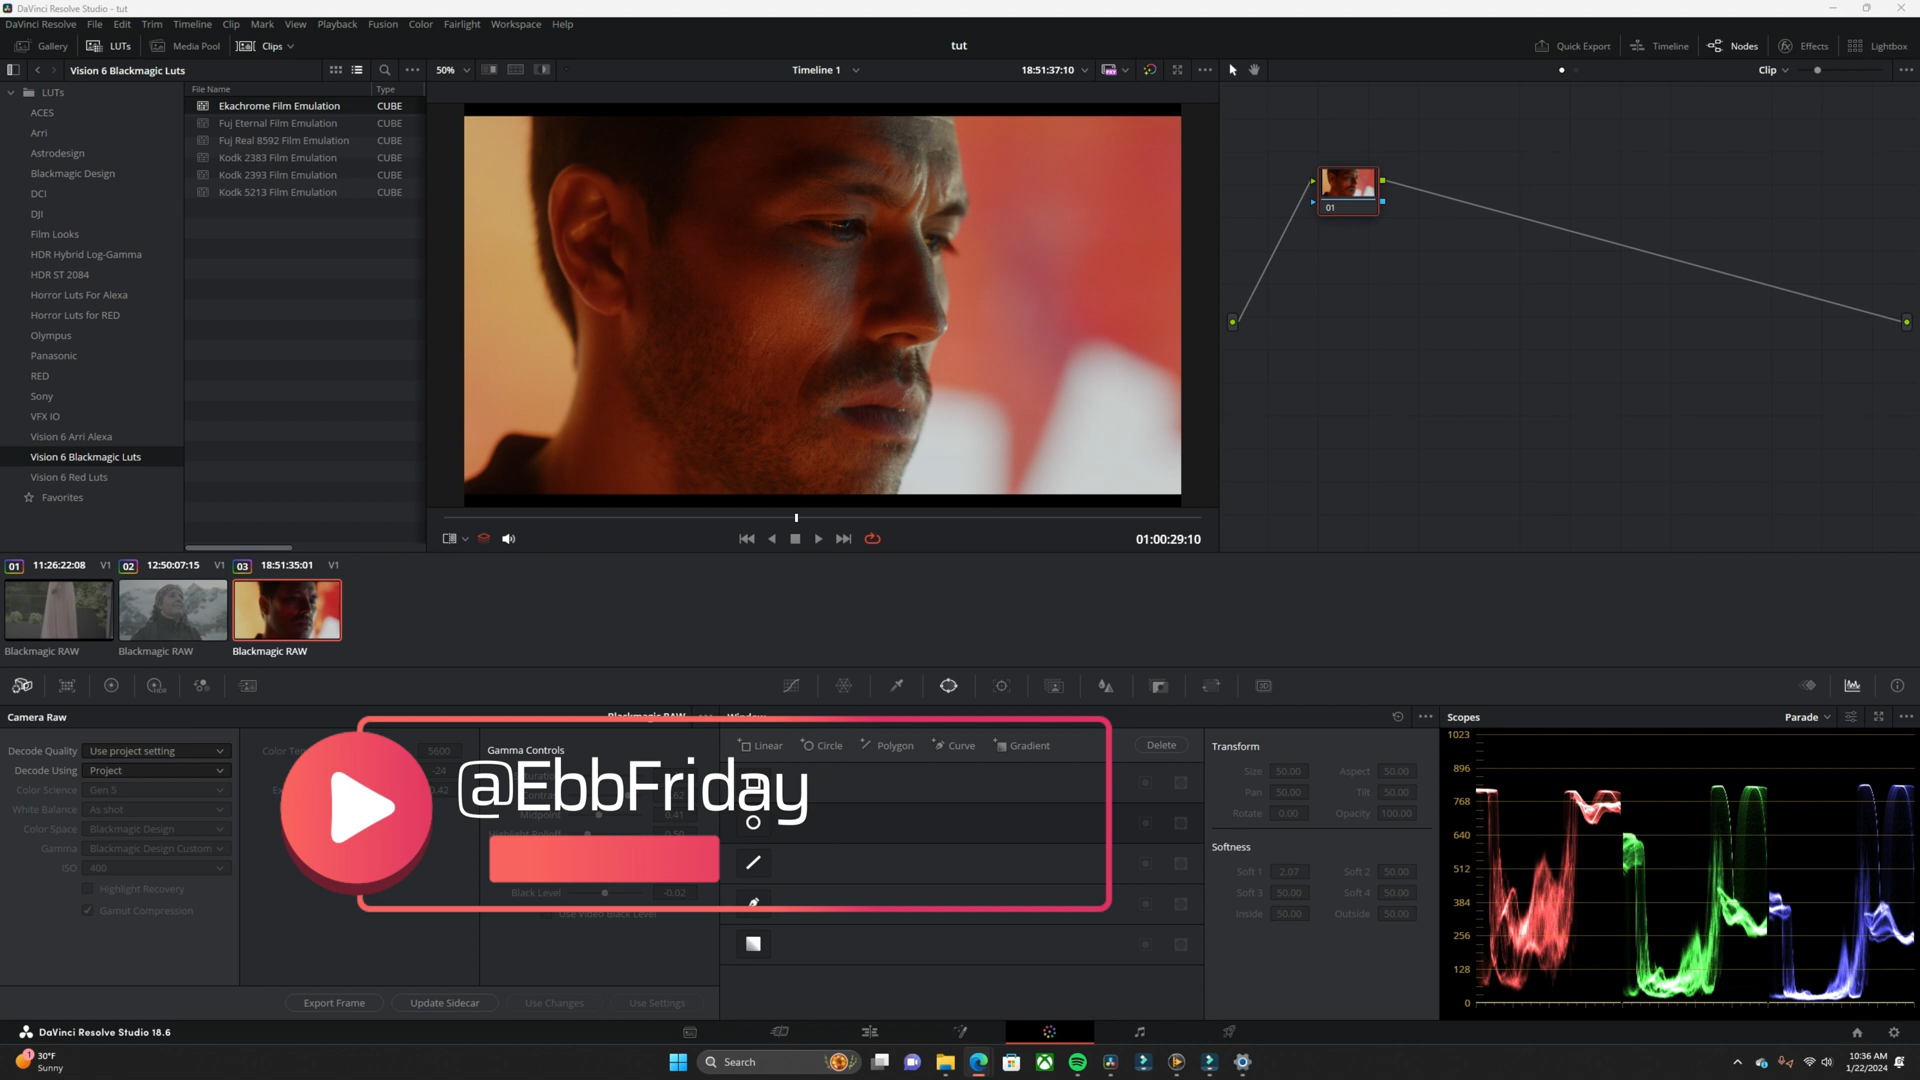 DaVinci Resolve Studio - tut
DaVinci Resolve File Edit Trim Timeline Clip Mark View Playback Fusion Color Fairlight Workspace Help
Gallery LUTs Media Pool Clips tut Quick Export Timeline Nodes Effects Lightbox
Vision 6 Blackmagic Luts 50% Timeline 1 18:51:37:10 Clip
LUTs
ACES
Arri
Astrodesign
Blackmagic Design
DCI
DJI
Film Looks
HDR Hybrid Log-Gamma
HDR ST 2084
Horror Luts For Alexa
Horror Luts for RED
Olympus
Panasonic
RED
Sony
VFX IO
Vision 6 Arri Alexa
Vision 6 Blackmagic Luts
Vision 6 Red Luts
Favorites
File Name Type
Ekachrome Film Emulation CUBE
Fuj Eternal Film Emulation CUBE
Fuj Real 8592 Film Emulation CUBE
Kodk 2383 Film Emulation CUBE
Kodk 2393 Film Emulation CUBE
Kodk 5213 Film Emulation CUBE
01
01:00:29:10
01 11:26:22:08 V1 02 12:50:07:15 V1 03 18:51:35:01 V1
Blackmagic RAW Blackmagic RAW Blackmagic RAW
HDR
3D
Camera Raw
Blackmagic RAW
Window
Decode Quality Use project setting
Decode Using Project
Color Science Gen 5
White Balance As shot
Color Space Blackmagic Design
Gamma Blackmagic Design Custom
ISO 400
Highlight Recovery
Gamut Compression
5600
-24
Gamma Controls
@EbbFriday
Midpoint 0.41
Highlight Rolloff 0.50
Black Level -0.02
Use Video Black Level
Export Frame Update Sidecar Use Changes Use Settings
Linear Circle Polygon Curve Gradient Delete
Transform
Size 50.00 Aspect 50.00
Pan 50.00 Tilt 50.00
Rotate 0.00 Opacity 100.00
Softness
Soft 1 2.07 Soft 2 50.00
Soft 3 50.00 Soft 4 50.00
Inside 50.00 Outside 50.00
Scopes Parade
1023
896
768
640
512
384
256
128
0
DaVinci Resolve Studio 18.6
1 30°F
Sunny
Search
10:36 AM
1/22/2024